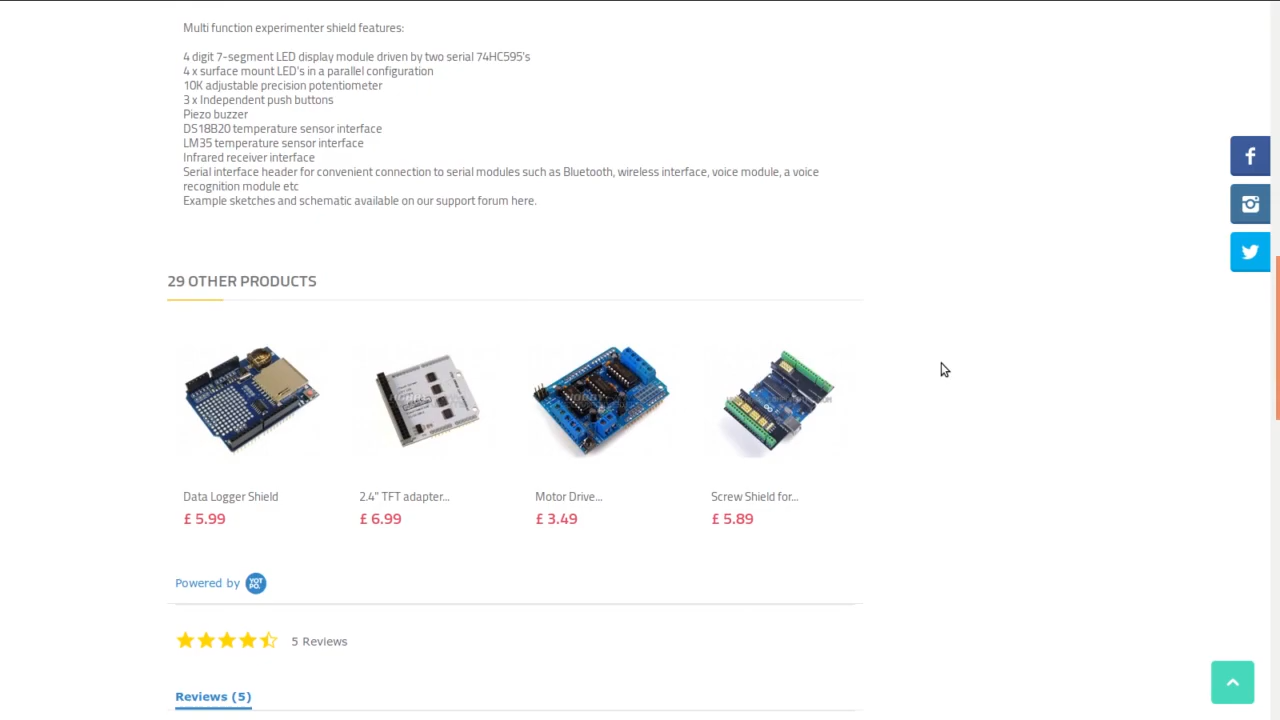 Multi function experimenter shield features:
4 digit 7-segment LED display module driven by two serial 74HC595's
4 x surface mount LED's in a parallel configuration
10K adjustable precision potentiometer
3 x Independent push buttons
Piezo buzzer
DS18B20 temperature sensor interface
LM35 temperature sensor interface
Infrared receiver interface
Serial interface header for convenient connection to serial modules such as Bluetooth, wireless interface, voice module, a voice
recognition module etc
Example sketches and schematic available on our support forum here.
29 OTHER PRODUCTS
Data Logger Shield
2.4" TFT adapter...
Motor Drive...
Screw Shield for...
£ 5.99
£ 6.99
£ 3.49
£ 5.89
Powered by YOTPO.
5 Reviews
Reviews (5)